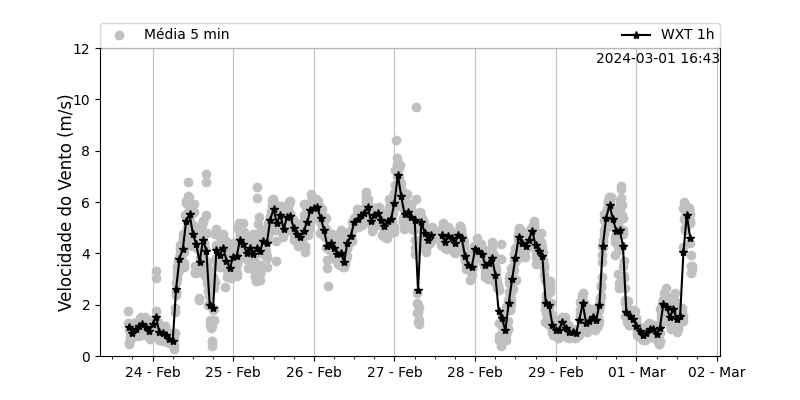 Média 5 min WXT 1h
2024-03-01 16:43
Velocidade do Vento (m/s)
12
10
8
6
4
2
0
24 - Feb 25 - Feb 26 - Feb 27 - Feb 28 - Feb 29 - Feb 01 - Mar 02 - Mar